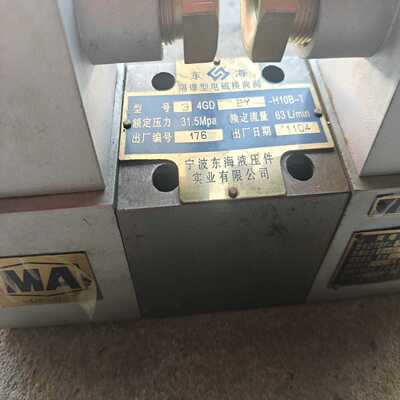 东 海
隔爆型电磁换向阀
型 号 3 4GD EY -H10B-T
额定压力 31.5Mpa 额定流量 63L/min
出厂编号 176 出厂日期 1104
宁波东海液压件
实业有限公司
MA